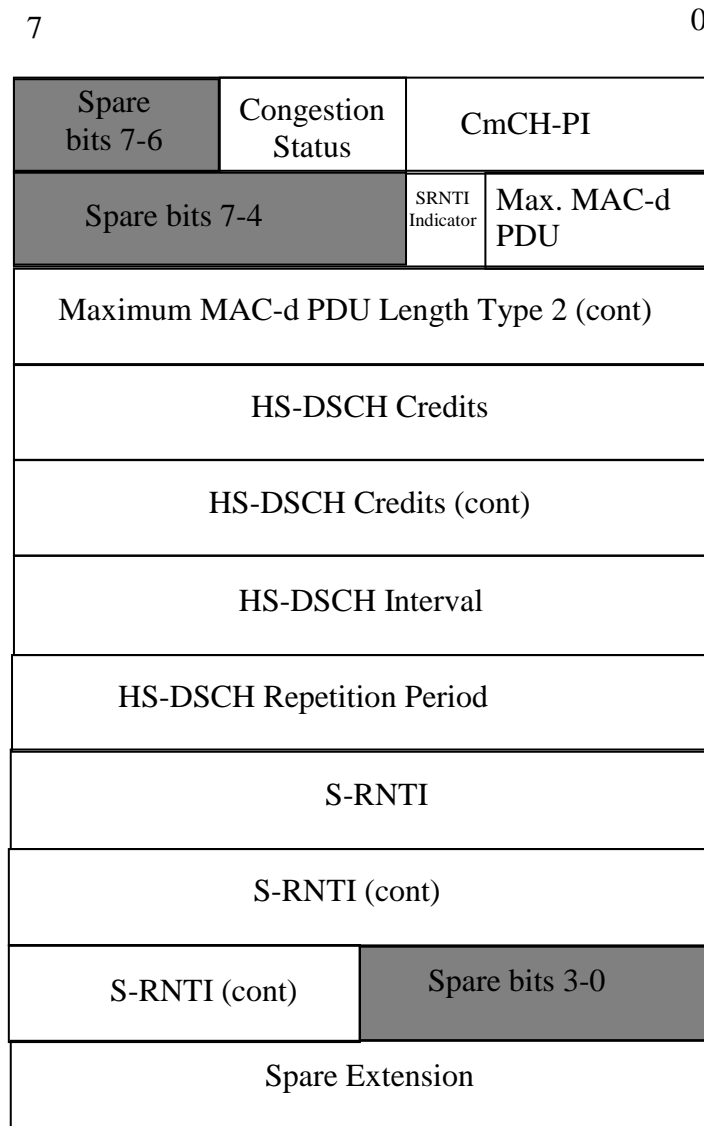 7 0
Spare
bits 7-6
Congestion
Status
CmCH-PI
Spare bits 7-4
SRNTI
Indicator
Max. MAC-d
PDU
Maximum MAC-d PDU Length Type 2 (cont)
HS-DSCH Credits
HS-DSCH Credits (cont)
HS-DSCH Interval
HS-DSCH Repetition Period
S-RNTI
S-RNTI (cont)
S-RNTI (cont)
Spare bits 3-0
Spare Extension